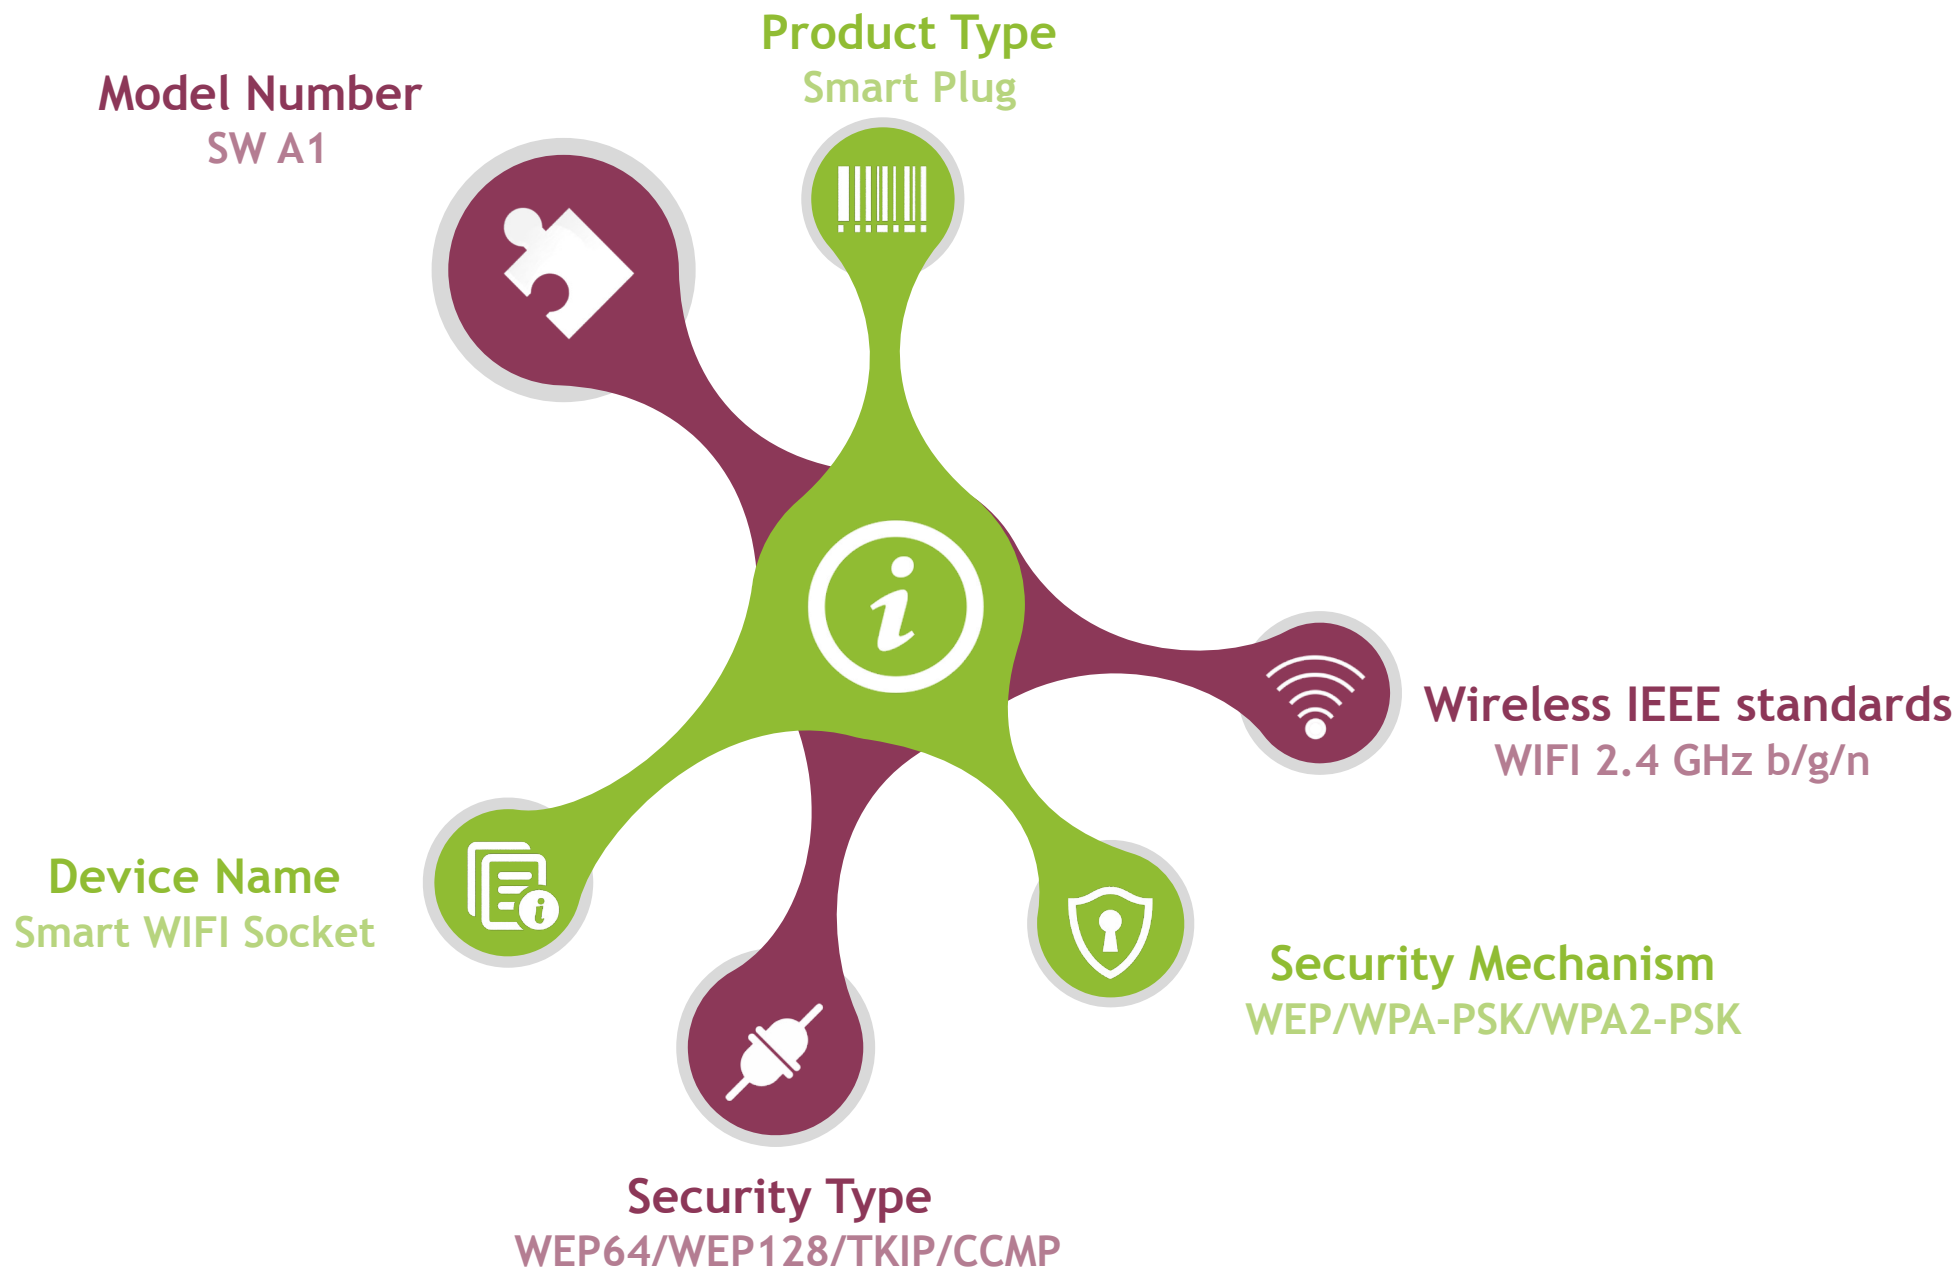 Product Type
Smart Plug
Model Number
SW A1
Wireless IEEE standards
WIFI 2.4 GHz b/g/n
Device Name
Smart WIFI Socket
Security Mechanism
WEP/WPA-PSK/WPA2-PSK
Security Type
WEP64/WEP128/TKIP/CCMP